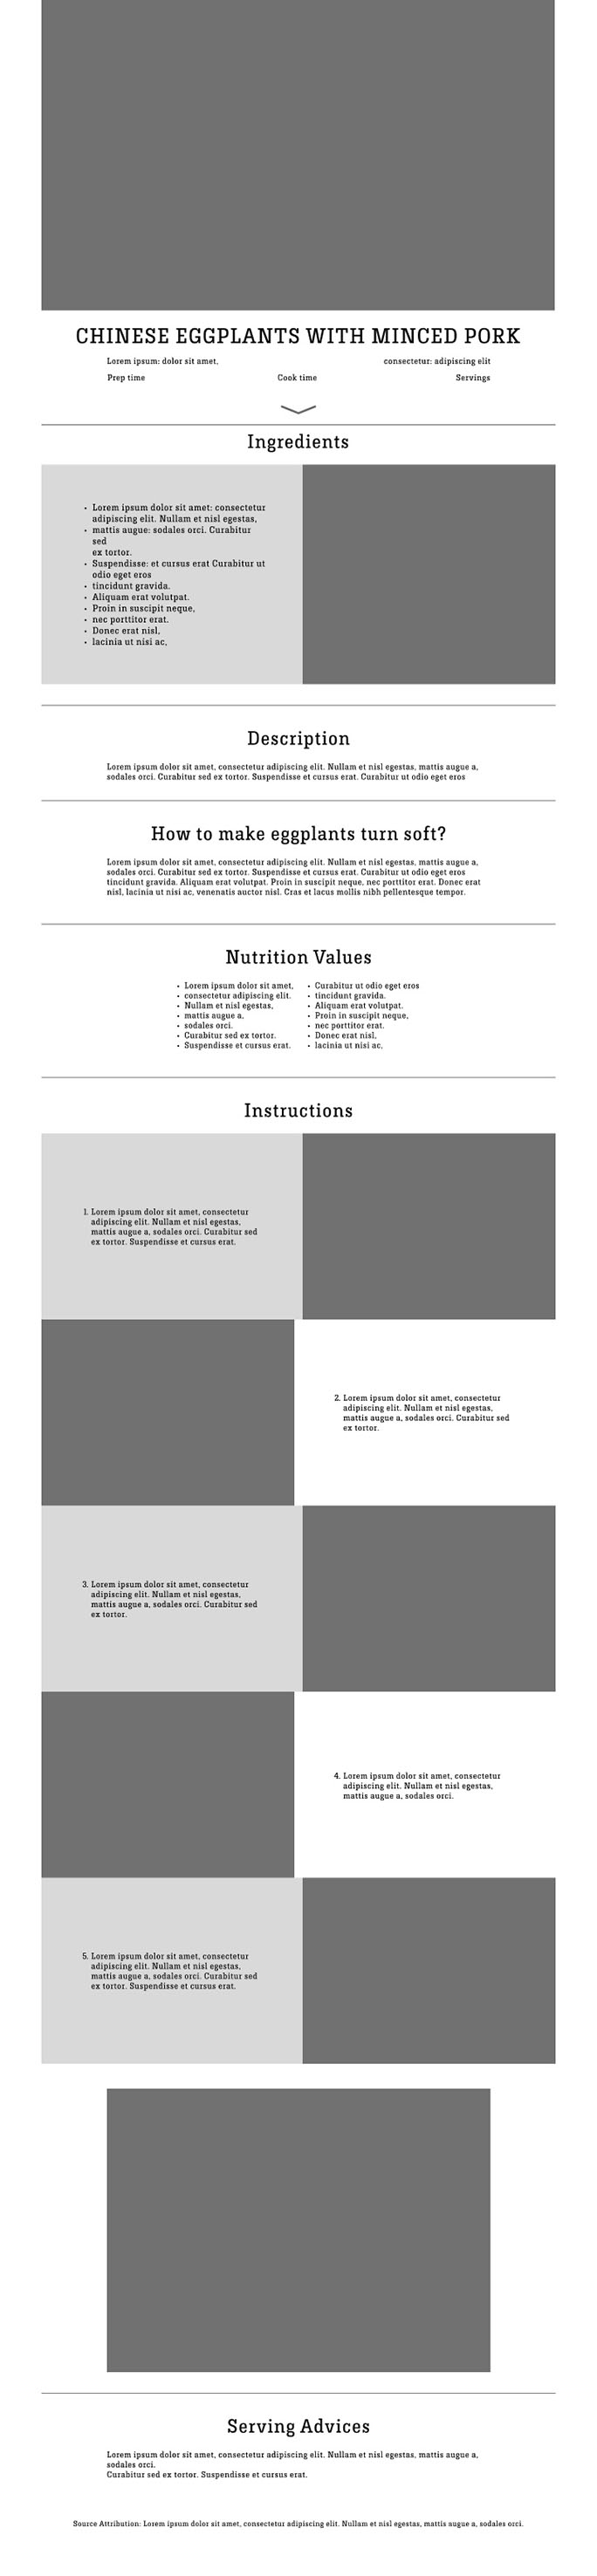 CHINESE EGGPLANTS WITH MINCED PORK
Lorem ipsum: dolor sit amet, consectetur: adipiscing elit
Prep time Cook time Servings
Ingredients
• Lorem ipsum dolor sit amet: consectetur
adipiscing elit. Nullam et nisl egestas,
• mattis augue: sodales orci. Curabitur
sed
ex tortor.
• Suspendisse: et cursus erat Curabitur ut
odio eget eros
• tincidunt gravida.
• Aliquam erat volutpat.
• Proin in suscipit neque,
• nec porttitor erat.
• Donec erat nisl,
• lacinia ut nisi ac,
Description
Lorem ipsum dolor sit amet, consectetur adipiscing elit. Nullam et nisl egestas, mattis augue a,
sodales orci. Curabitur sed ex tortor. Suspendisse et cursus erat. Curabitur ut odio eget eros
How to make eggplants turn soft?
Lorem ipsum dolor sit amet, consectetur adipiscing elit. Nullam et nisl egestas, mattis augue a,
sodales orci. Curabitur sed ex tortor. Suspendisse et cursus erat. Curabitur ut odio eget eros
tincidunt gravida. Aliquam erat volutpat. Proin in suscipit neque, nec porttitor erat. Donec erat
nisl, lacinia ut nisi ac, venenatis auctor nisl. Cras et lacus mollis nibh pellentesque tempor.
Nutrition Values
• Lorem ipsum dolor sit amet,
• consectetur adipiscing elit.
• Nullam et nisl egestas,
• mattis augue a,
• sodales orci.
• Curabitur sed ex tortor.
• Suspendisse et cursus erat.
• Curabitur ut odio eget eros
• tincidunt gravida.
• Aliquam erat volutpat.
• Proin in suscipit neque,
• nec porttitor erat.
• Donec erat nisl,
• lacinia ut nisi ac,
Instructions
1. Lorem ipsum dolor sit amet, consectetur
adipiscing elit. Nullam et nisl egestas,
mattis augue a, sodales orci. Curabitur sed
ex tortor. Suspendisse et cursus erat.
2. Lorem ipsum dolor sit amet, consectetur
adipiscing elit. Nullam et nisl egestas,
mattis augue a, sodales orci. Curabitur sed
ex tortor.
3. Lorem ipsum dolor sit amet, consectetur
adipiscing elit. Nullam et nisl egestas,
mattis augue a, sodales orci. Curabitur sed
ex tortor.
4. Lorem ipsum dolor sit amet, consectetur
adipiscing elit. Nullam et nisl egestas,
mattis augue a, sodales orci.
5. Lorem ipsum dolor sit amet, consectetur
adipiscing elit. Nullam et nisl egestas,
mattis augue a, sodales orci. Curabitur sed
ex tortor. Suspendisse et cursus erat.
Serving Advices
Lorem ipsum dolor sit amet, consectetur adipiscing elit. Nullam et nisl egestas, mattis augue a,
sodales orci.
Curabitur sed ex tortor. Suspendisse et cursus erat.
Source Attribution: Lorem ipsum dolor sit amet, consectetur adipiscing elit. Nullam et nisl egestas, mattis augue a, sodales orci.